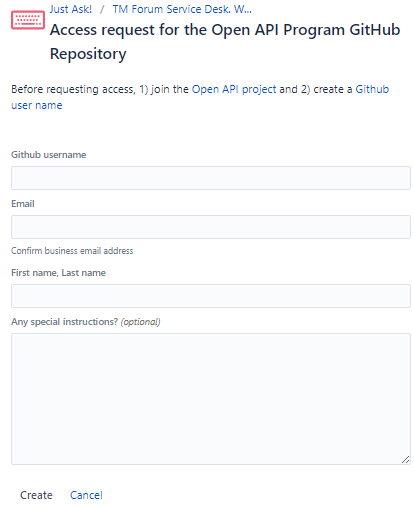 Just Ask! / TM Forum Service Desk. W...
Access request for the Open API Program GitHub
Repository
Before requesting access, 1) join the Open API project and 2) create a Github
user name
Github username
Email
Confirm business email address
First name, Last name
Any special instructions? (optional)
Create Cancel